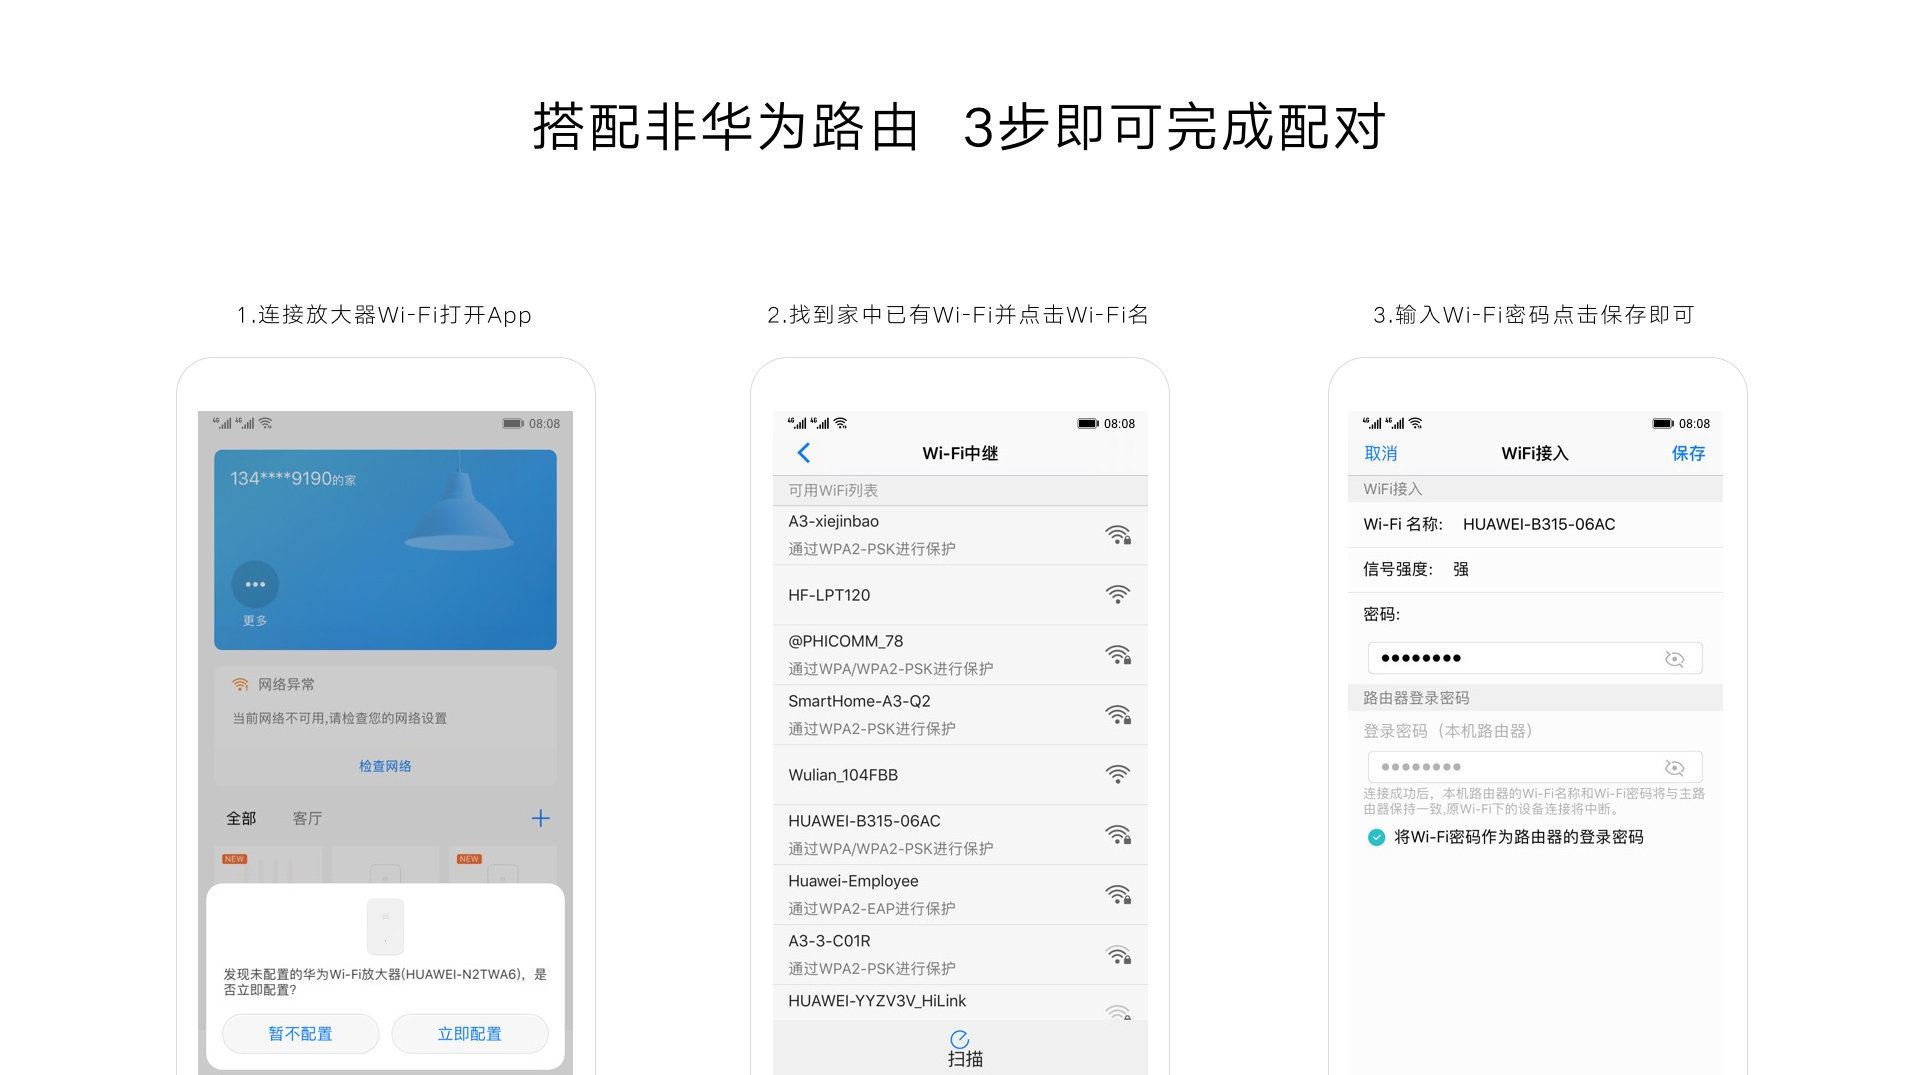 搭配非华为路由 3步即可完成配对
1.连接放大器Wi-Fi打开App
08:08
134****9190的家
更多
网络异常
当前网络不可用,请检查您的网络设置
检查网络
全部 客厅
NEW NEW
发现未配置的华为Wi-Fi放大器(HUAWEI-N2TWA6)，是
否立即配置?
暂不配置 立即配置
2.找到家中已有Wi-Fi并点击Wi-Fi名
08:08
Wi-Fi中继
可用WiFi列表
A3-xiejinbao
通过WPA2-PSK进行保护
HF-LPT120
@PHICOMM_78
通过WPA/WPA2-PSK进行保护
SmartHome-A3-Q2
通过WPA2-PSK进行保护
Wulian_104FBB
HUAWEI-B315-06AC
通过WPA/WPA2-PSK进行保护
Huawei-Employee
通过WPA2-EAP进行保护
A3-3-C01R
通过WPA2-PSK进行保护
HUAWEI-YYZV3V_HiLink
扫描
3.输入Wi-Fi密码点击保存即可
08:08
取消 WiFi接入 保存
WiFi接入
Wi-Fi 名称: HUAWEI-B315-06AC
信号强度: 强
密码:
路由器登录密码
登录密码（本机路由器）
连接成功后，本机路由器的Wi-Fi名称和Wi-Fi密码将与主路
由器保持一致,原Wi-Fi下的设备连接将中断。
将Wi-Fi密码作为路由器的登录密码